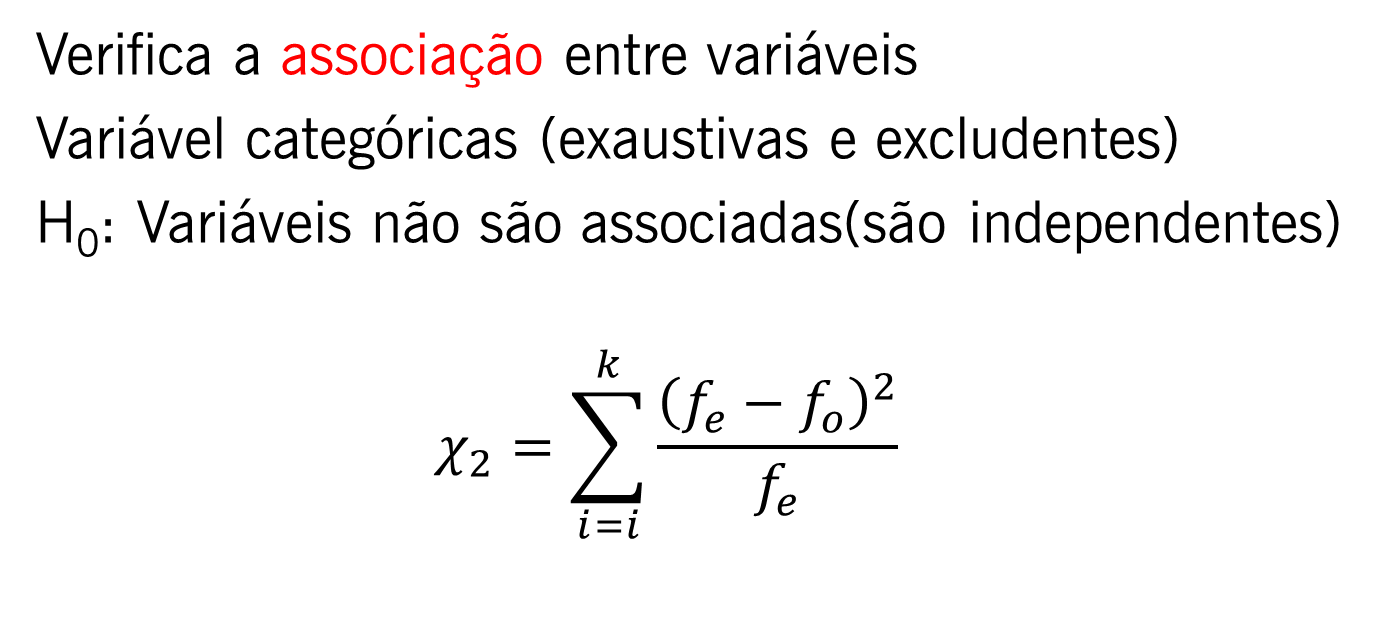 Verifica a associação entre variáveis
Variável categóricas (exaustivas e excludentes)
H₀: Variáveis não são associadas(são independentes)
χ₂ = ∑_{i=i}^{k} (fₑ − fₒ)² / fₑ